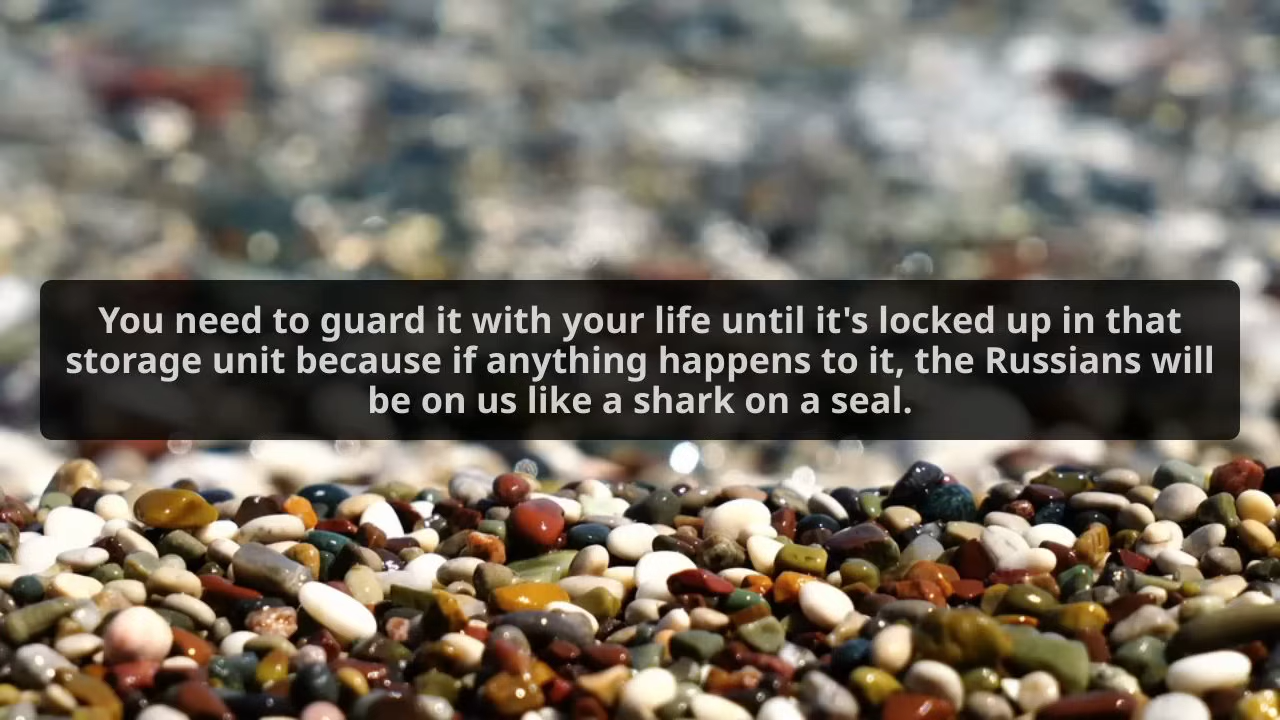 You need to guard it with your life until it's locked up in that
storage unit because if anything happens to it, the Russians will
be on us like a shark on a seal.